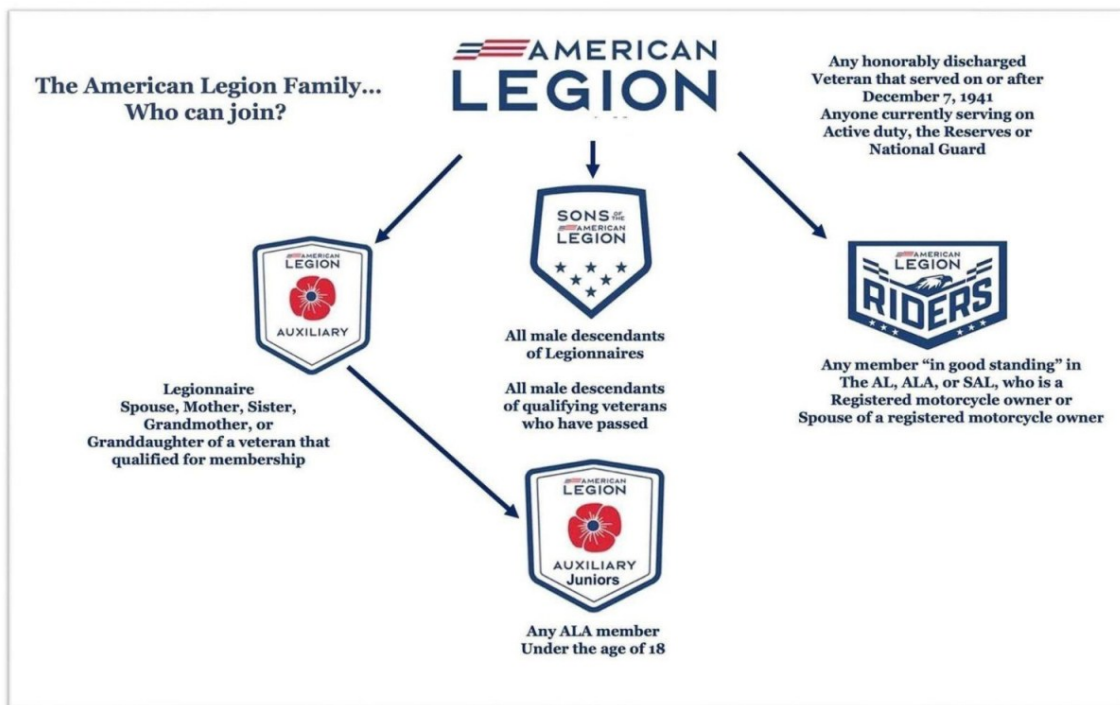 The American Legion Family...
Who can join?
AMERICAN
LEGION
Any honorably discharged
Veteran that served on or after
December 7, 1941
Anyone currently serving on
Active duty, the Reserves or
National Guard
AMERICAN
LEGION
AUXILIARY
Legionnaire
Spouse, Mother, Sister,
Grandmother, or
Granddaughter of a veteran that
qualified for membership
SONS OF THE
AMERICAN
LEGION
All male descendants
of Legionnaires
All male descendants
of qualifying veterans
who have passed
AMERICAN
LEGION
RIDERS
Any member “in good standing” in
The AL, ALA, or SAL, who is a
Registered motorcycle owner or
Spouse of a registered motorcycle owner
AMERICAN
LEGION
AUXILIARY
Juniors
Any ALA member
Under the age of 18